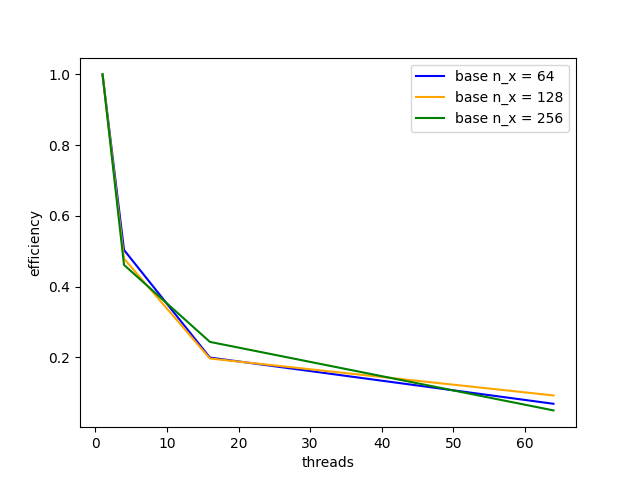 base n_x = 64
base n_x = 128
base n_x = 256
efficiency
1.0
0.8
0.6
0.4
0.2
0 10 20 30 40 50 60
threads